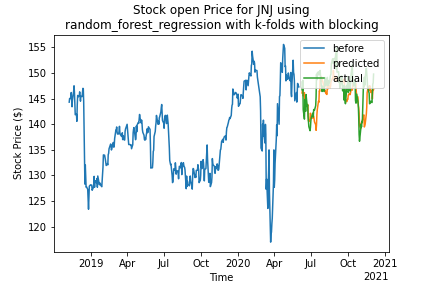 Stock open Price for JNJ using
random_forest_regression with k-folds with blocking
before
predicted
actual
Stock Price ($)
155
150
145
140
135
130
125
120
2019 Apr Jul Oct 2020 Apr Jul Oct 2021
2021
Time